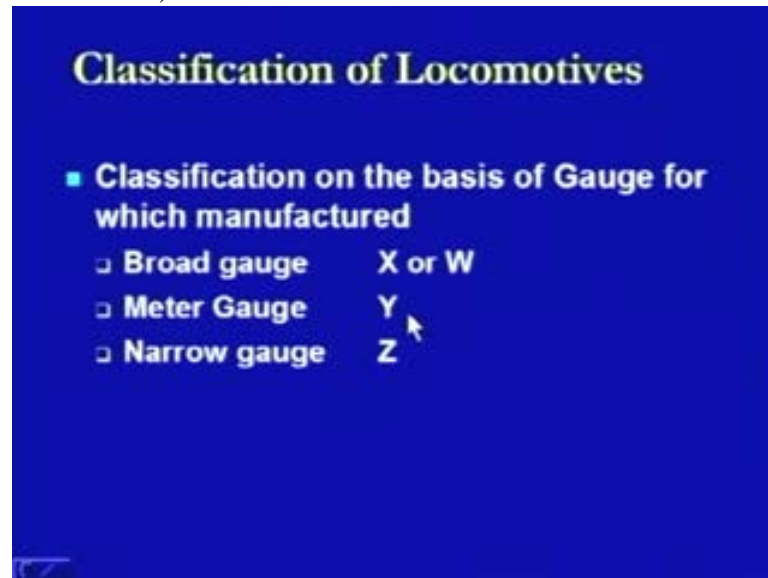 Classification of Locomotives
Classification on the basis of Gauge for
which manufactured
Broad gauge X or W
Meter Gauge Y
Narrow gauge Z